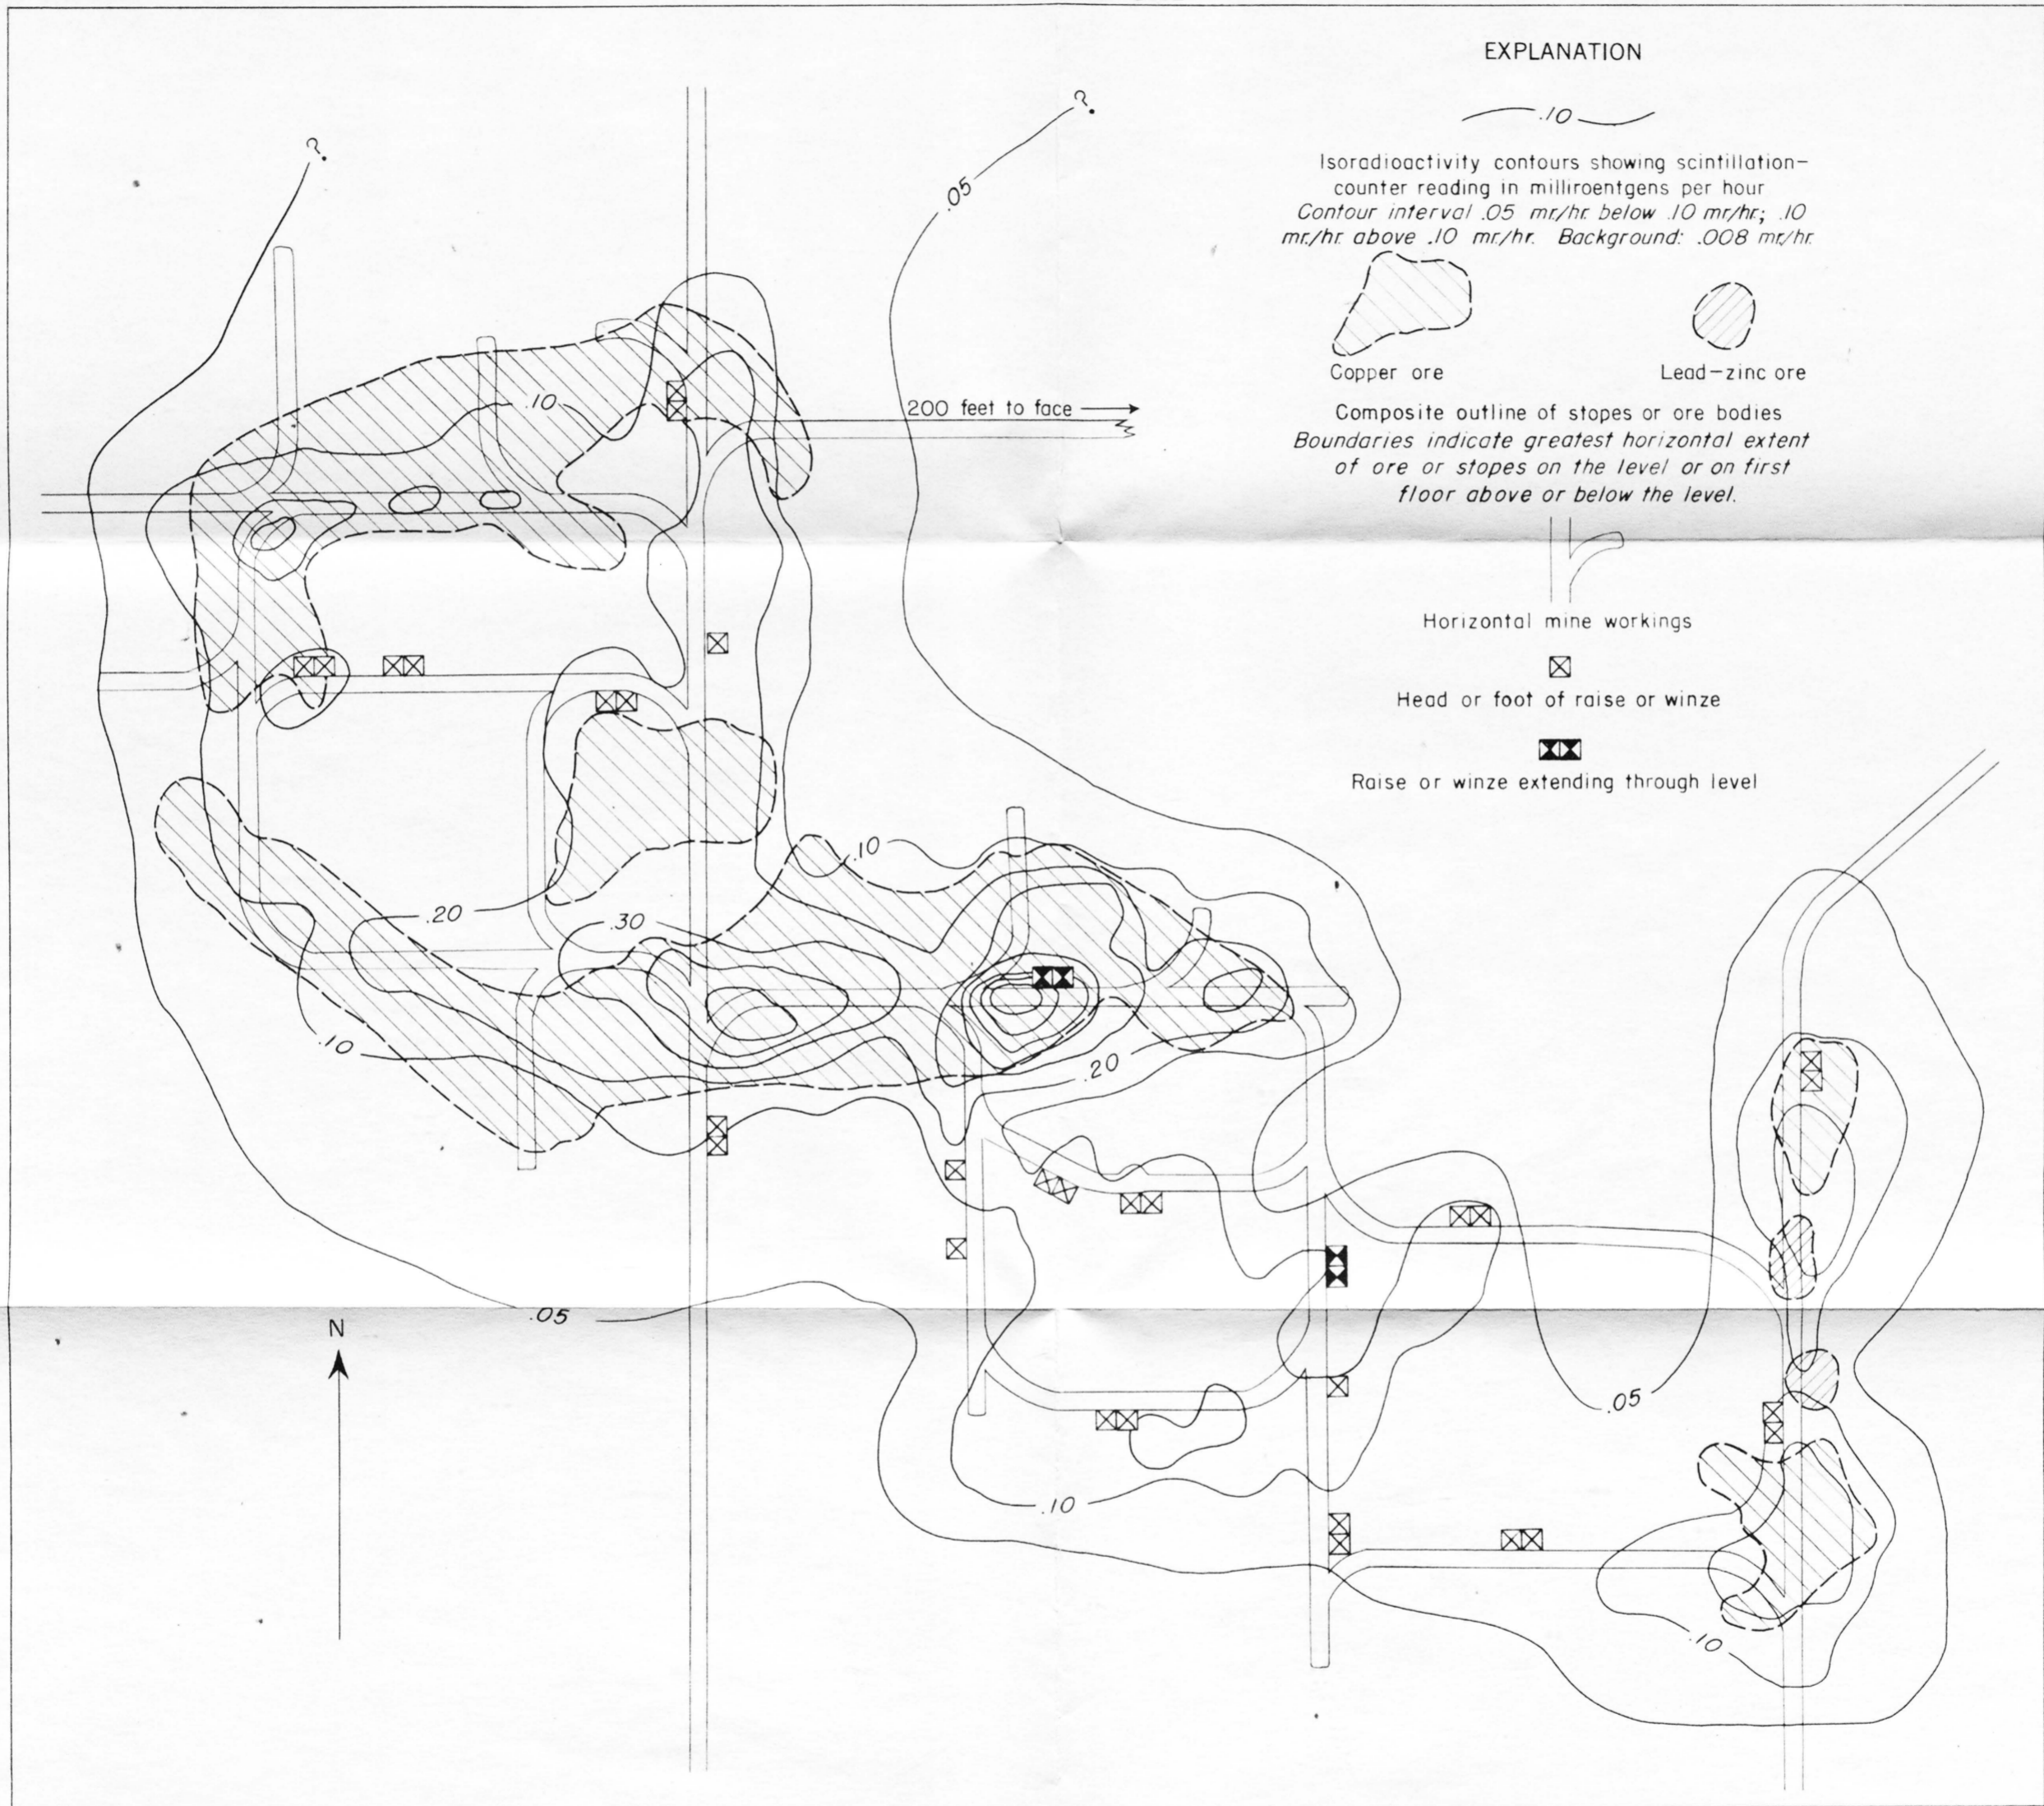 EXPLANATION
.10
Isoradioactivity contours showing scintillation-
counter reading in milliroentgens per hour
Contour interval .05 mr./hr. below .10 mr./hr.; .10
mr./hr. above .10 mr./hr. Background: .008 mr./hr.
Copper ore
Lead-zinc ore
Composite outline of stopes or ore bodies
Boundaries indicate greatest horizontal extent
of ore or stopes on the level or on first
floor above or below the level.
Horizontal mine workings
Head or foot of raise or winze
Raise or winze extending through level
?
?
.05
.10
200 feet to face
.10
.20
.30
.10
.20
.05
N
.05
.10
.10